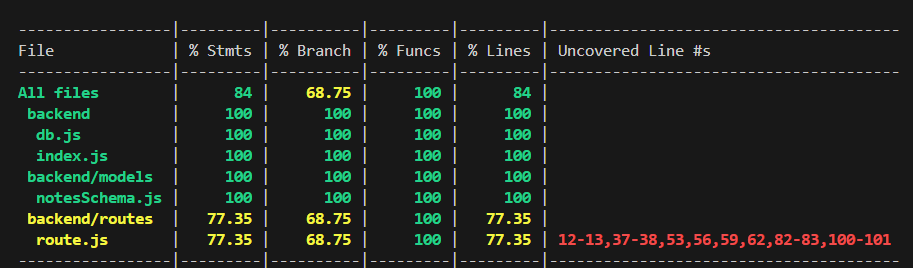 -----------------|---------|----------|---------|---------|-------------------------------------
File             | % Stmts | % Branch | % Funcs | % Lines | Uncovered Line #s
-----------------|---------|----------|---------|---------|-------------------------------------
All files        |      84 |    68.75 |     100 |      84 |
 backend         |     100 |      100 |     100 |     100 |
  db.js          |     100 |      100 |     100 |     100 |
  index.js       |     100 |      100 |     100 |     100 |
 backend/models  |     100 |      100 |     100 |     100 |
  notesSchema.js |     100 |      100 |     100 |     100 |
 backend/routes  |   77.35 |    68.75 |     100 |   77.35 |
  route.js       |   77.35 |    68.75 |     100 |   77.35 | 12-13,37-38,53,56,59,62,82-83,100-101
-----------------|---------|----------|---------|---------|-------------------------------------